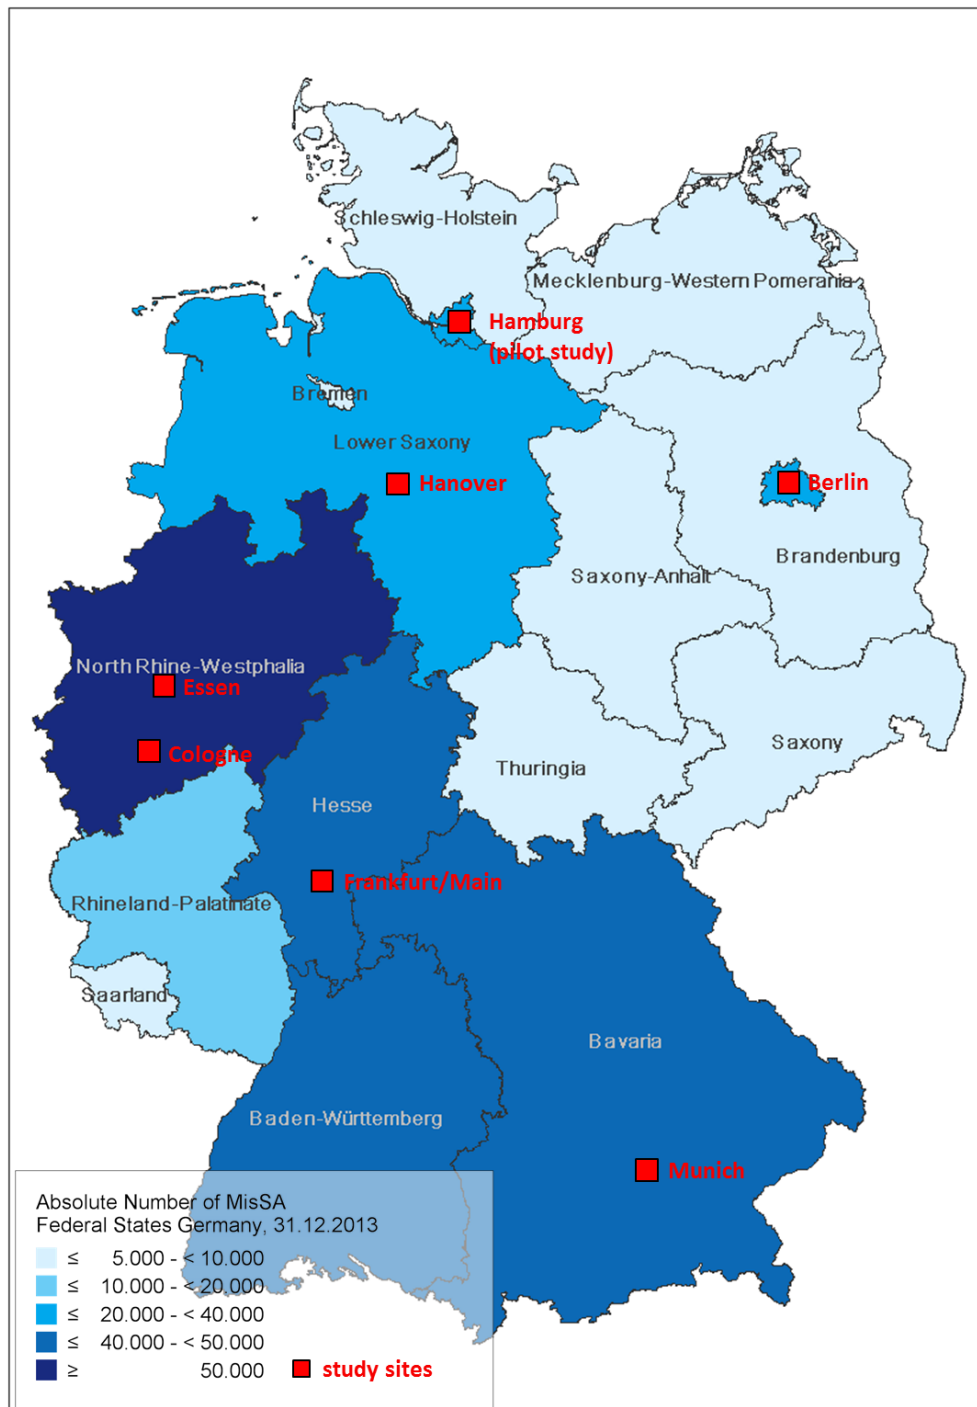 Schleswig-Holstein
Mecklenburg-Western Pomerania
Hamburg
(pilot study)
Bremen
Lower Saxony
Hanover
Berlin
Brandenburg
Saxony-Anhalt
North Rhine-Westphalia
Essen
Cologne
Saxony
Thuringia
Hesse
Frankfurt/Main
Rhineland-Palatinate
Saarland
Bavaria
Baden-Württemberg
Munich
Absolute Number of MisSA
Federal States Germany, 31.12.2013
≤ 5.000 - < 10.000
≤ 10.000 - < 20.000
≤ 20.000 - < 40.000
≤ 40.000 - < 50.000
≥ 50.000
study sites